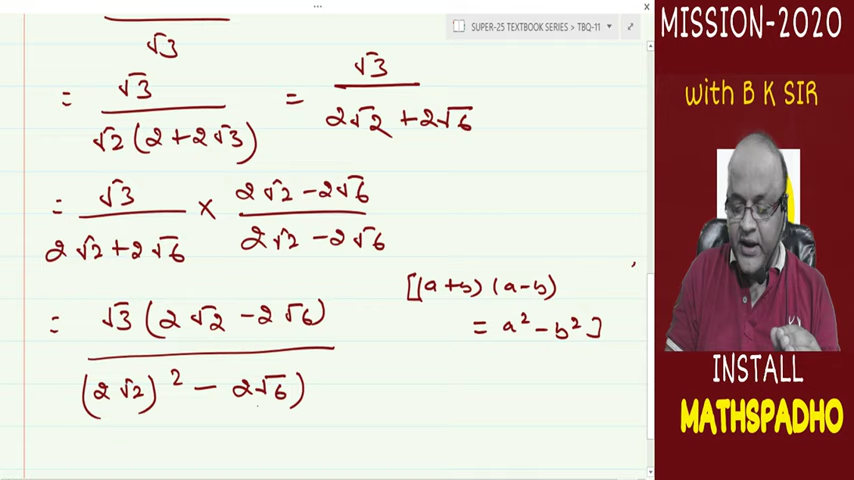 SUPER-25 TEXTBOOK SERIES > TBQ-11
MISSION-2020
with B K SIR
√3
= √3 / √2(2+2√3) = √3 / 2√2+2√6
= √3 / 2√2+2√6 × 2√2-2√6 / 2√2-2√6
[(a+b)(a-b)
= a²-b²]
= √3(2√2-2√6) / (2√2)²-2√6)
INSTALL
MATHSPADHO